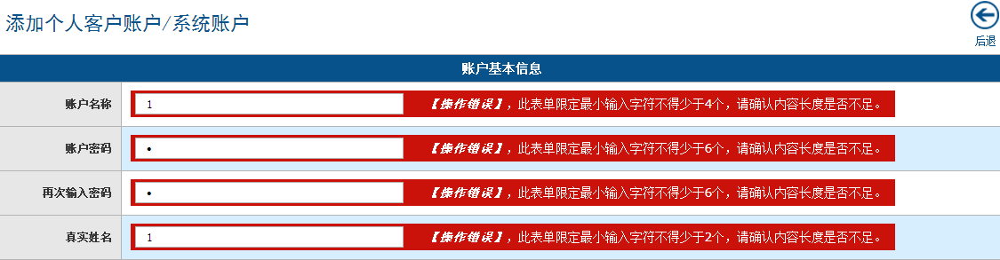 添加个人客户账户/系统账户
后退
账户基本信息
账户名称 1 【操作错误】，此表单限定最小输入字符不得少于4个，请确认内容长度是否不足。
账户密码 • 【操作错误】，此表单限定最小输入字符不得少于6个，请确认内容长度是否不足。
再次输入密码 • 【操作错误】，此表单限定最小输入字符不得少于6个，请确认内容长度是否不足。
真实姓名 1 【操作错误】，此表单限定最小输入字符不得少于2个，请确认内容长度是否不足。